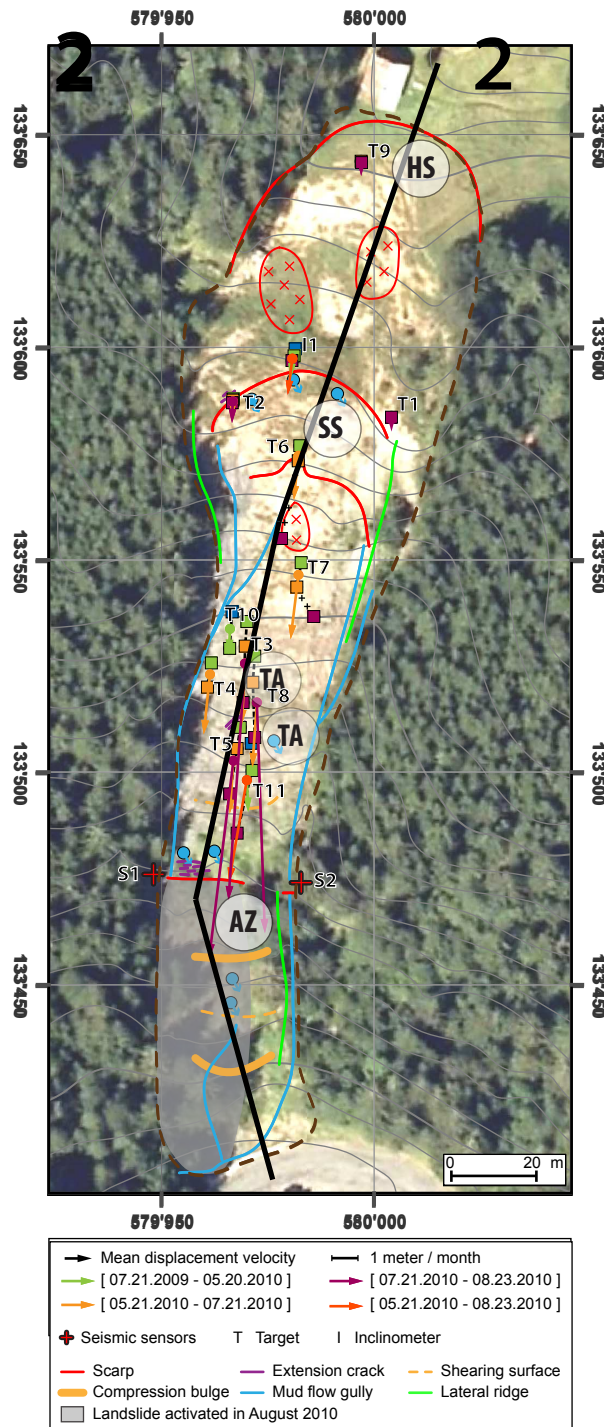 579'950 580'000
2 2
133'650 133'650
T9
HS
133'600 133'600
I1
T2 T1
SS
T6
133'550 133'550
T7
T10
T3
TA
T4 T8
T5 TA
133'500 133'500
T11
S1 S2
AZ
133'450 133'450
0 20 m
579'950 580'000
Mean displacement velocity 1 meter / month
[ 07.21.2009 - 05.20.2010 ] [ 07.21.2010 - 08.23.2010 ]
[ 05.21.2010 - 07.21.2010 ] [ 05.21.2010 - 08.23.2010 ]
Seismic sensors T Target I Inclinometer
Scarp Extension crack Shearing surface
Compression bulge Mud flow gully Lateral ridge
Landslide activated in August 2010